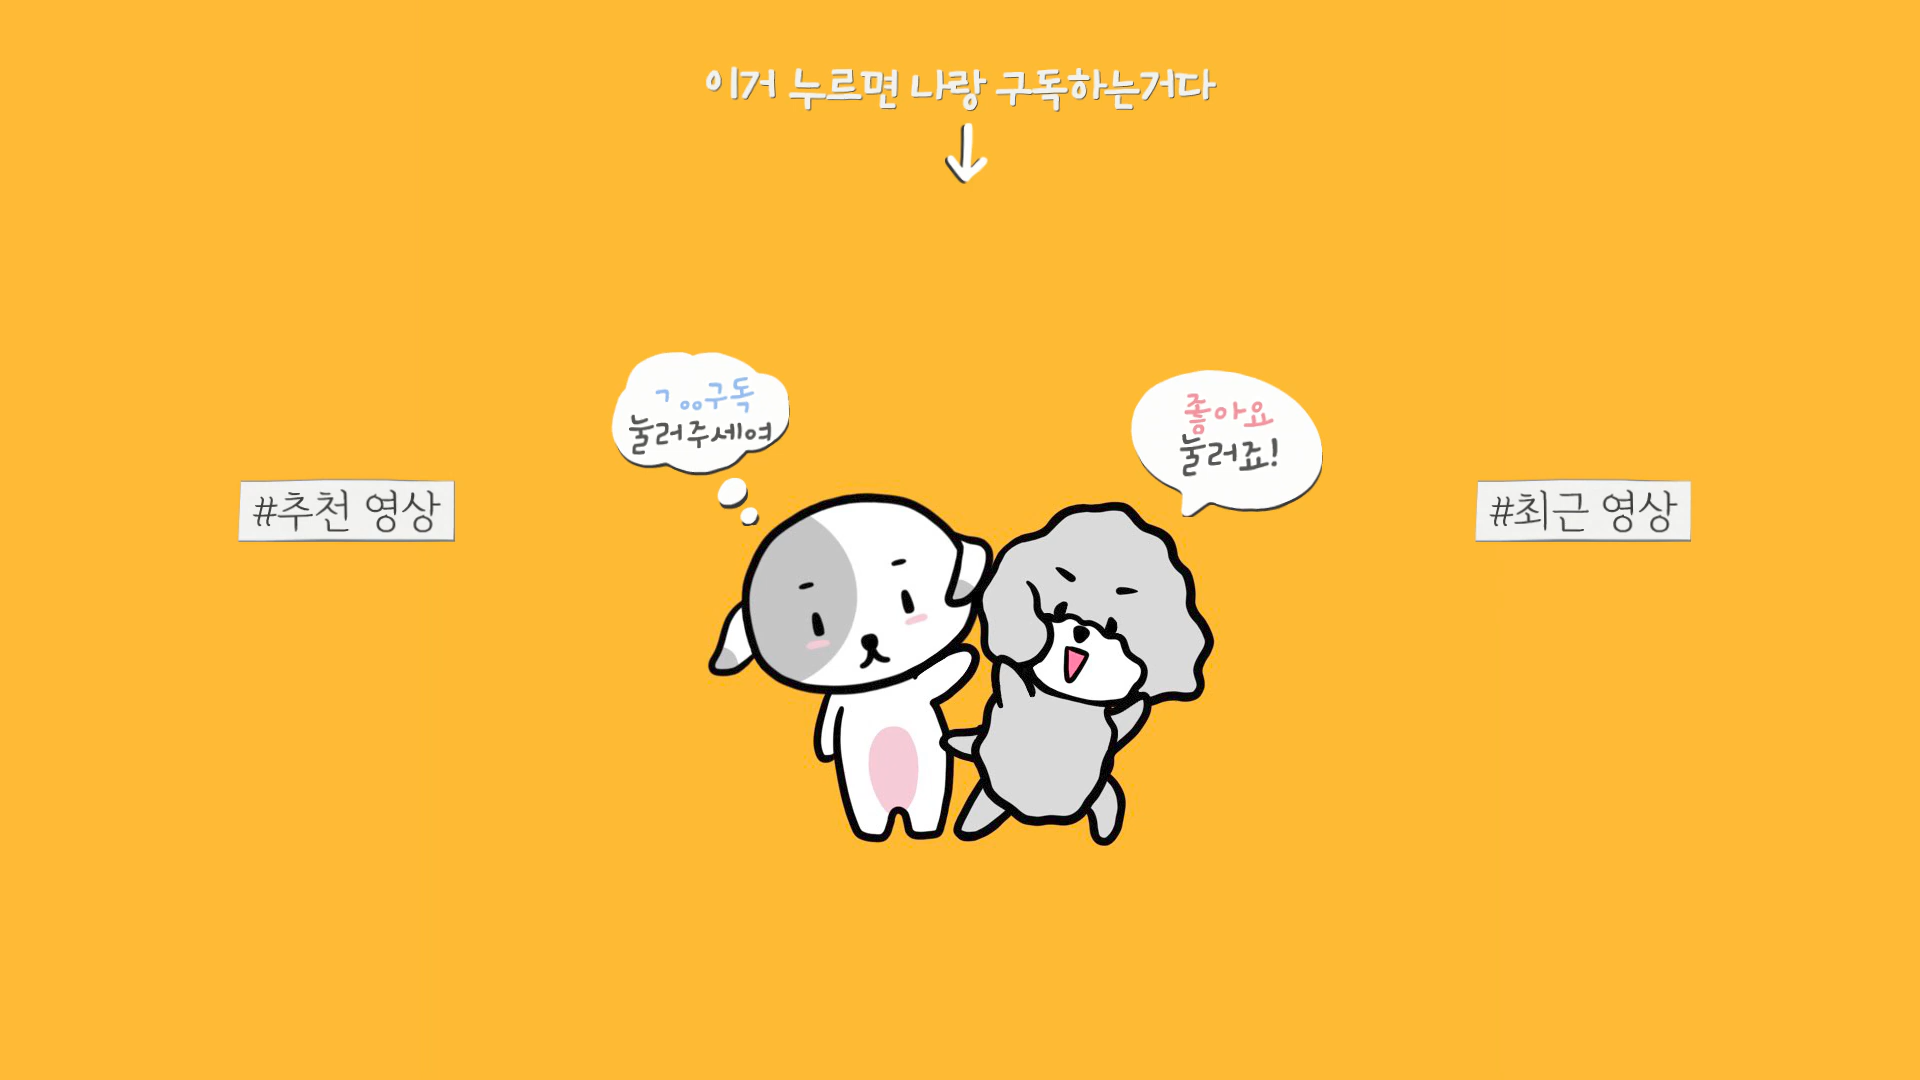 이거 누르면 나랑 구독하는거다
ㄱ ㅇㅇ구독
눌러주세여
좋아요
눌러죠!
#추천 영상
#최근 영상